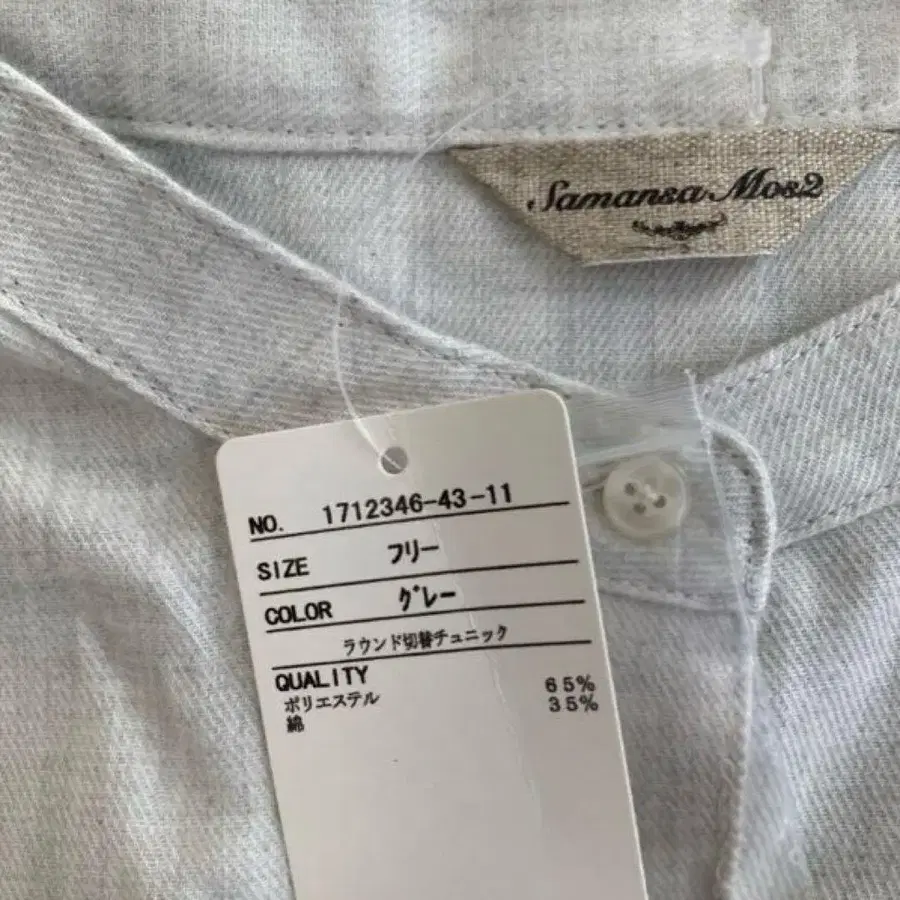 Samansa Mos2
NO. 1712346-43-11
SIZE フリー
COLOR グレー
ラウンド切替チュニック
QUALITY
ポリエステル 65%
綿 35%